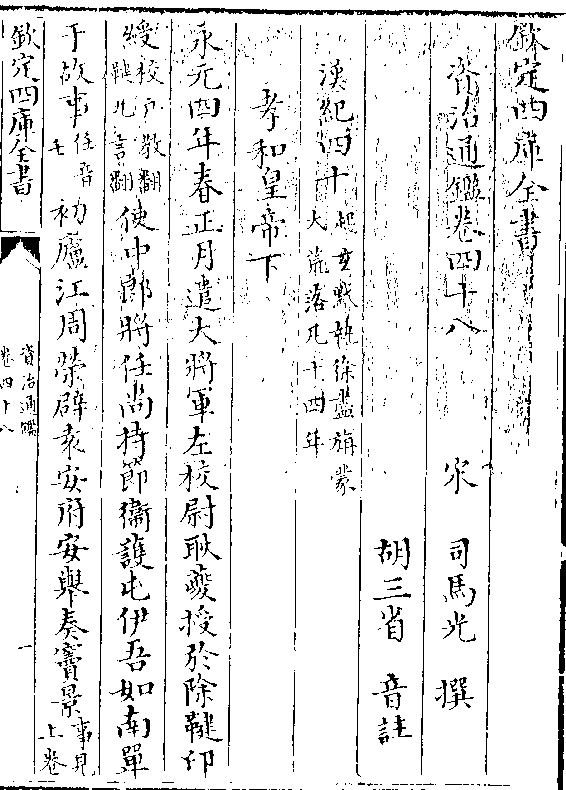 欽定四庫全書
資治通鑑卷四十八
宋 司馬光 撰
胡三省 音註
漢紀四十起玄黓執徐盡旃蒙大荒落凡十四年
孝和皇帝下
永元四年春正月遣大將軍左校尉耿夔授於除鞬印
綬校户教翻鞬九言翻使中郎將任尚持節衞護屯伊吾如南單
于故事任音壬初廬江周榮辟袁安府安舉奏竇景事見上卷
欽定四庫全書
資治通鑑
卷四十八
一